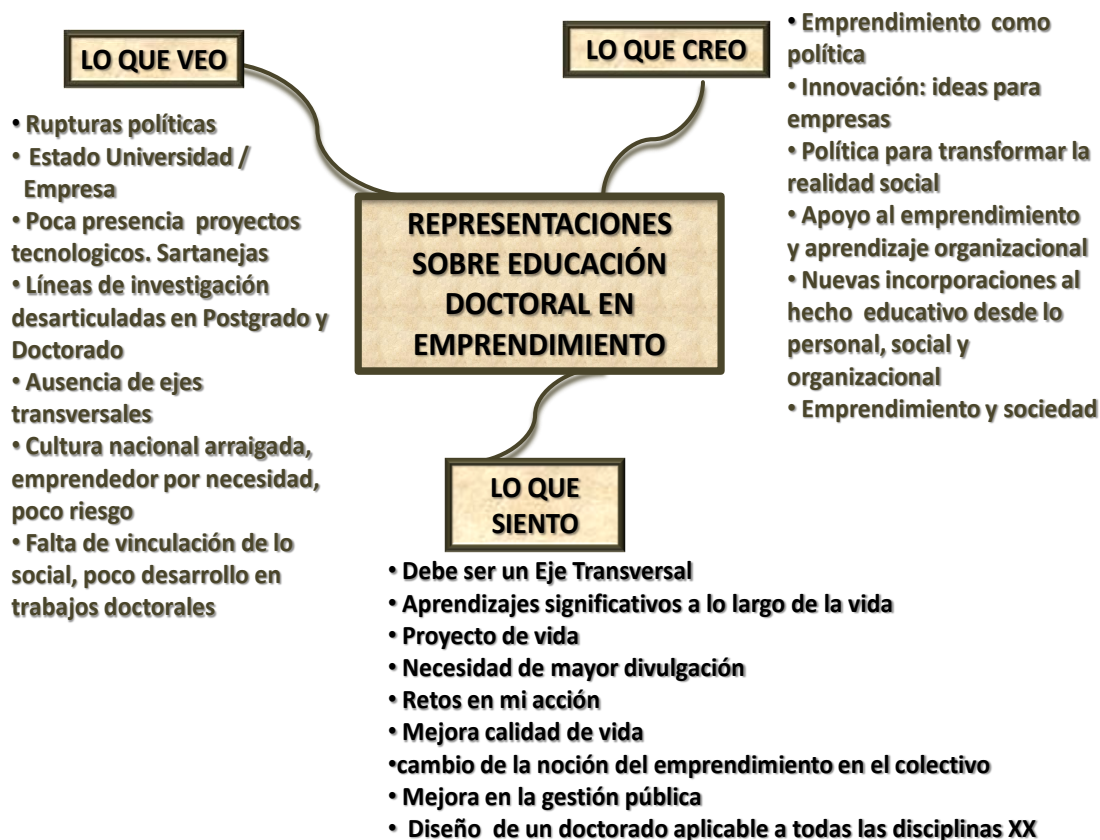 LO QUE VEO
• Rupturas políticas
• Estado Universidad /
Empresa
• Poca presencia proyectos
tecnologicos. Sartanejas
• Líneas de investigación
desarticuladas en Postgrado y
Doctorado
• Ausencia de ejes
transversales
• Cultura nacional arraigada,
emprendedor por necesidad,
poco riesgo
• Falta de vinculación de lo
social, poco desarrollo en
trabajos doctorales
LO QUE CREO
• Emprendimiento como
política
• Innovación: ideas para
empresas
• Política para transformar la
realidad social
• Apoyo al emprendimiento
y aprendizaje organizacional
• Nuevas incorporaciones al
hecho educativo desde lo
personal, social y
organizacional
• Emprendimiento y sociedad
REPRESENTACIONES
SOBRE EDUCACIÓN
DOCTORAL EN
EMPRENDIMIENTO
LO QUE
SIENTO
• Debe ser un Eje Transversal
• Aprendizajes significativos a lo largo de la vida
• Proyecto de vida
• Necesidad de mayor divulgación
• Retos en mi acción
• Mejora calidad de vida
•cambio de la noción del emprendimiento en el colectivo
• Mejora en la gestión pública
• Diseño de un doctorado aplicable a todas las disciplinas XX